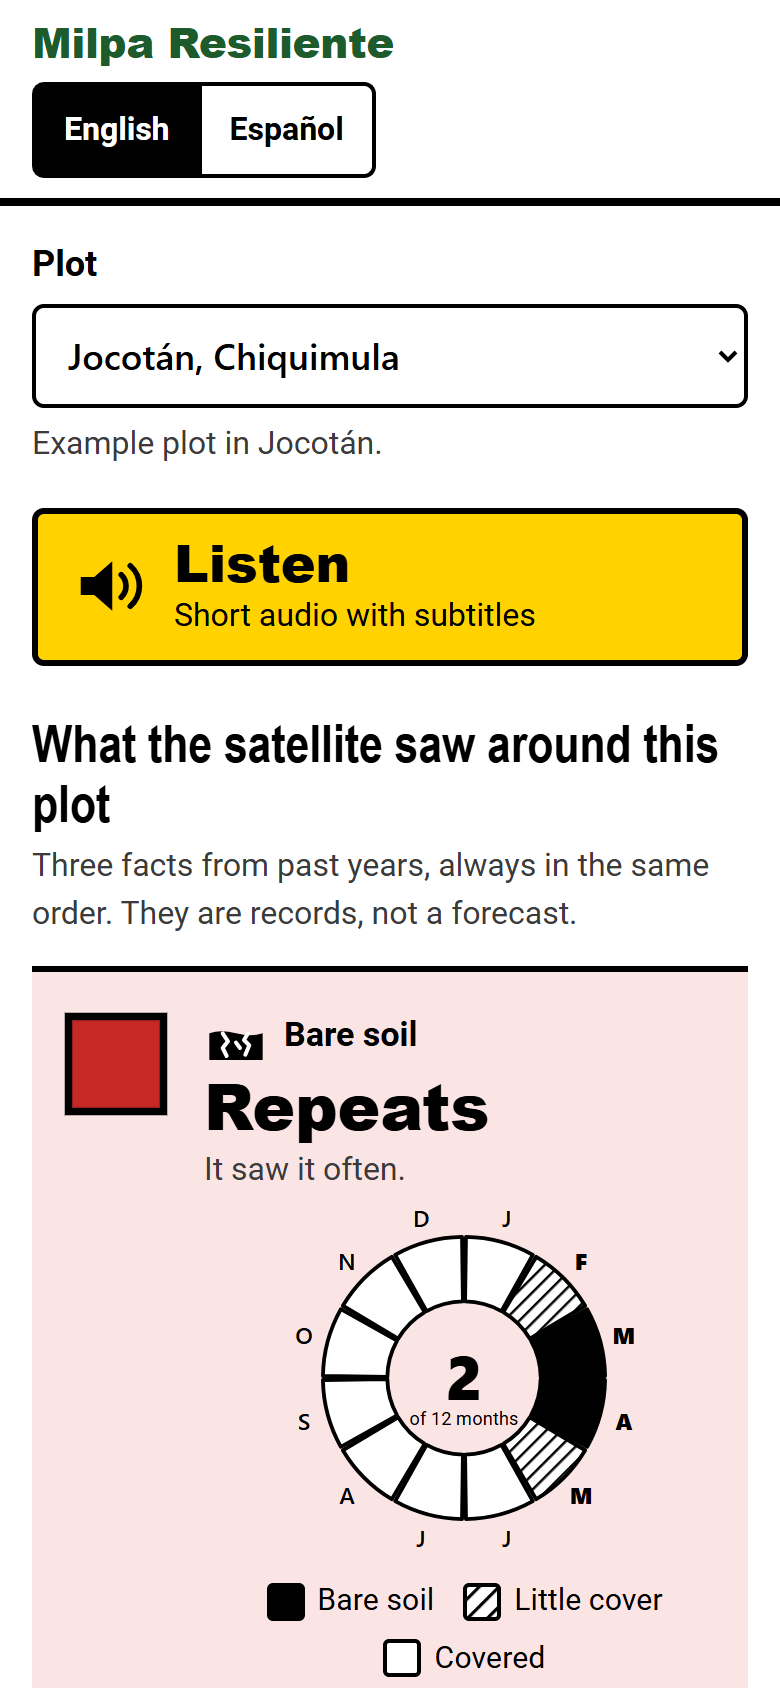 Milpa Resiliente
English Español
Plot
Jocotán, Chiquimula
Example plot in Jocotán.
Listen
Short audio with subtitles
What the satellite saw around this
plot
Three facts from past years, always in the same
order. They are records, not a forecast.
Bare soil
Repeats
It saw it often.
D J
N F
O M
2
of 12 months
S A
A M
J J
Bare soil Little cover
Covered